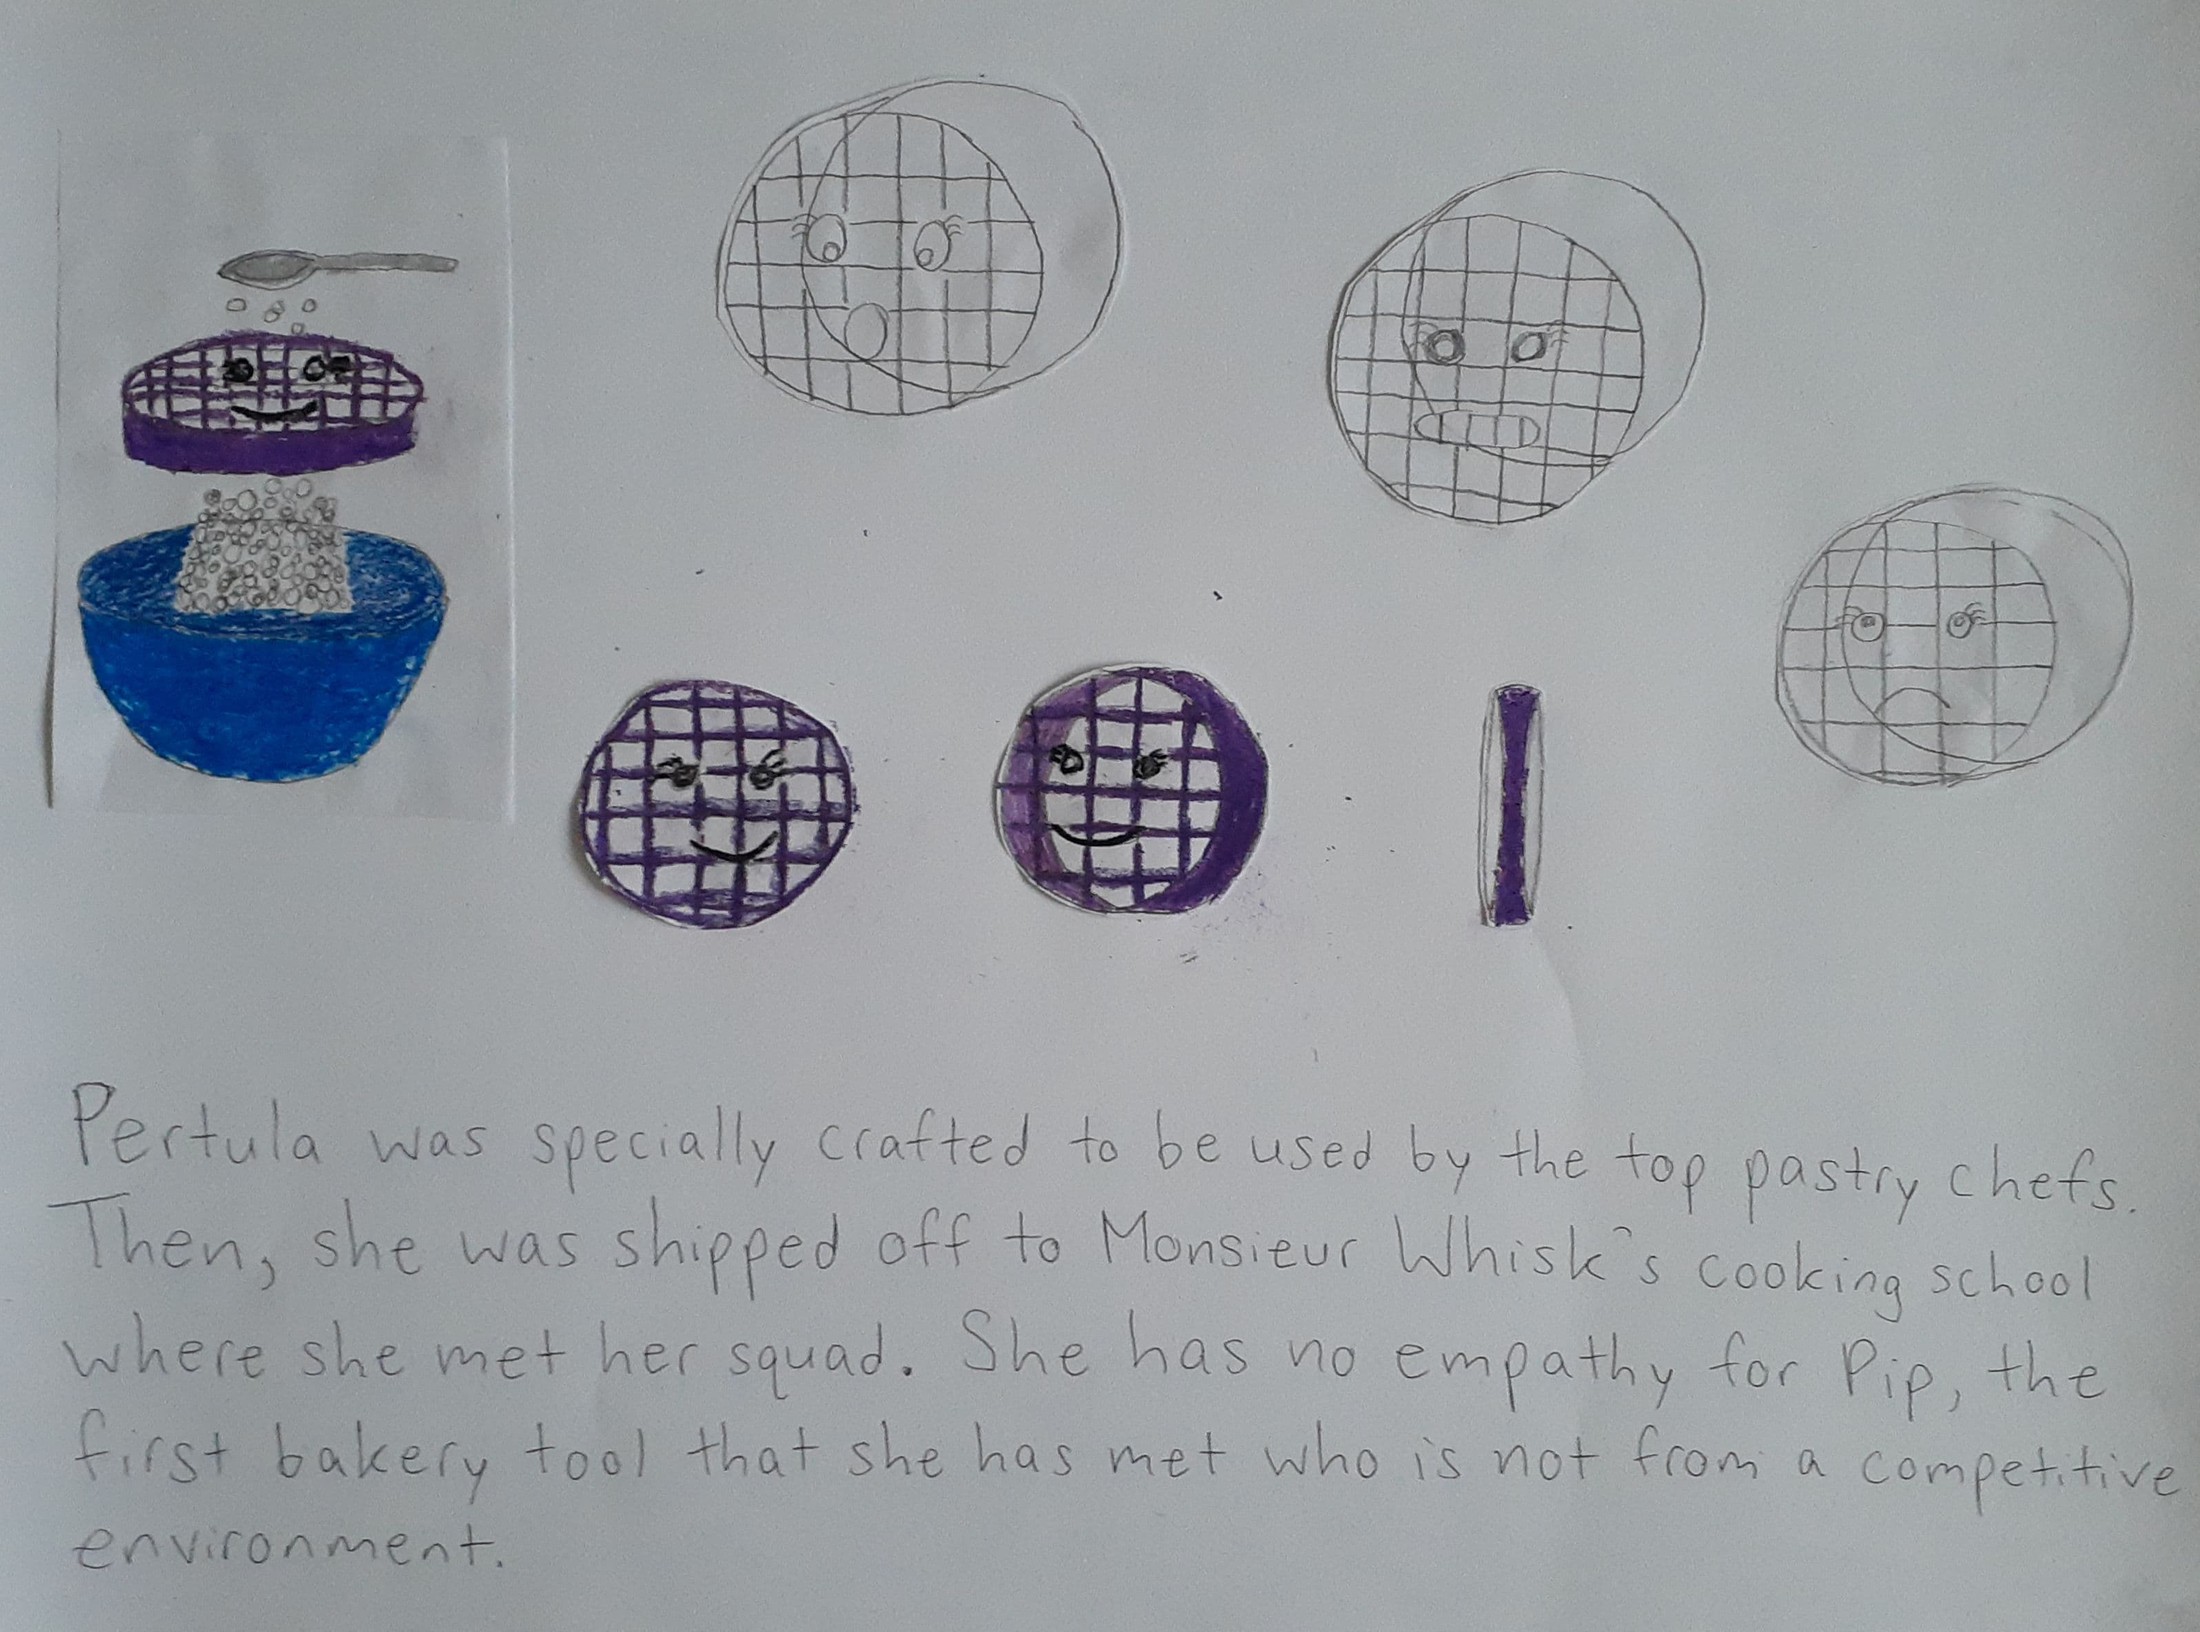 Pertula was specially crafted to be used by the top pastry chefs.
Then, she was shipped off to Monsieur Whisk's cooking school
where she met her squad. She has no empathy for Pip, the
first bakery tool that she has met who is not from a competitive
environment.